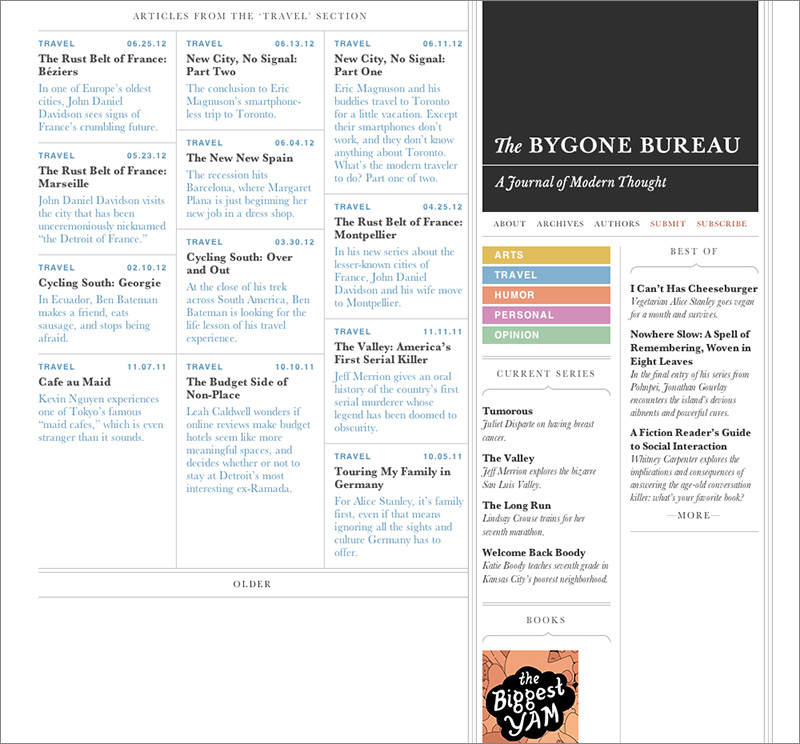 ARTICLES FROM THE ‘TRAVEL’ SECTION
TRAVEL 06.25.12
The Rust Belt of France:
Béziers
In one of Europe’s oldest
cities, John Daniel
Davidson sees signs of
France’s crumbling future.
TRAVEL 05.23.12
The Rust Belt of France:
Marseille
John Daniel Davidson visits
the city that has been
unceremoniously nicknamed
“the Detroit of France.”
TRAVEL 02.10.12
Cycling South: Georgie
In Ecuador, Ben Bateman
makes a friend, eats
sausage, and stops being
afraid.
TRAVEL 11.07.11
Cafe au Maid
Kevin Nguyen experiences
one of Tokyo’s famous
“maid cafes,” which is even
stranger than it sounds.
TRAVEL 06.13.12
New City, No Signal:
Part Two
The conclusion to Eric
Magnuson’s smartphone-
less trip to Toronto.
TRAVEL 06.04.12
The New New Spain
The recession hits
Barcelona, where Margaret
Plana is just beginning her
new job in a dress shop.
TRAVEL 03.30.12
Cycling South: Over
and Out
At the close of his trek
across South America, Ben
Bateman is looking for the
life lesson of his travel
experience.
TRAVEL 10.10.11
The Budget Side of
Non-Place
Leah Caldwell wonders if
online reviews make budget
hotels seem like more
meaningful spaces, and
decides whether or not to
stay at Detroit’s most
interesting ex-Ramada.
TRAVEL 06.11.12
New City, No Signal:
Part One
Eric Magnuson and his
buddies travel to Toronto
for a little vacation. Except
their smartphones don’t
work, and they don’t know
anything about Toronto.
What’s the modern traveler
to do? Part one of two.
TRAVEL 04.25.12
The Rust Belt of France:
Montpellier
In his new series about the
lesser-known cities of
France, John Daniel
Davidson and his wife move
to Montpellier.
TRAVEL 11.11.11
The Valley: America’s
First Serial Killer
Jeff Merrion gives an oral
history of the country’s first
serial murderer whose
legend has been doomed to
obscurity.
TRAVEL 10.05.11
Touring My Family in
Germany
For Alice Stanley, it’s family
first, even if that means
ignoring all the sights and
culture Germany has to
offer.
OLDER
The BYGONE BUREAU
A Journal of Modern Thought
ABOUT ARCHIVES AUTHORS SUBMIT SUBSCRIBE
ARTS
TRAVEL
HUMOR
PERSONAL
OPINION
CURRENT SERIES
Tumorous
Juliet Disparte on having breast
cancer.
The Valley
Jeff Merrion explores the bizarre
San Luis Valley.
The Long Run
Lindsay Crouse trains for her
seventh marathon.
Welcome Back Boody
Katie Boody teaches seventh grade in
Kansas City’s poorest neighborhood.
BOOKS
the
Biggest
YAM
BEST OF
I Can’t Has Cheeseburger
Vegetarian Alice Stanley goes vegan
for a month and survives.
Nowhere Slow: A Spell of
Remembering, Woven in
Eight Leaves
In the final entry of his series from
Pohnpei, Jonathan Gourlay
encounters the island’s devious
ailments and powerful cures.
A Fiction Reader’s Guide
to Social Interaction
Whitney Carpenter explores the
implications and consequences of
answering the age-old conversation
killer: what’s your favorite book?
—MORE—